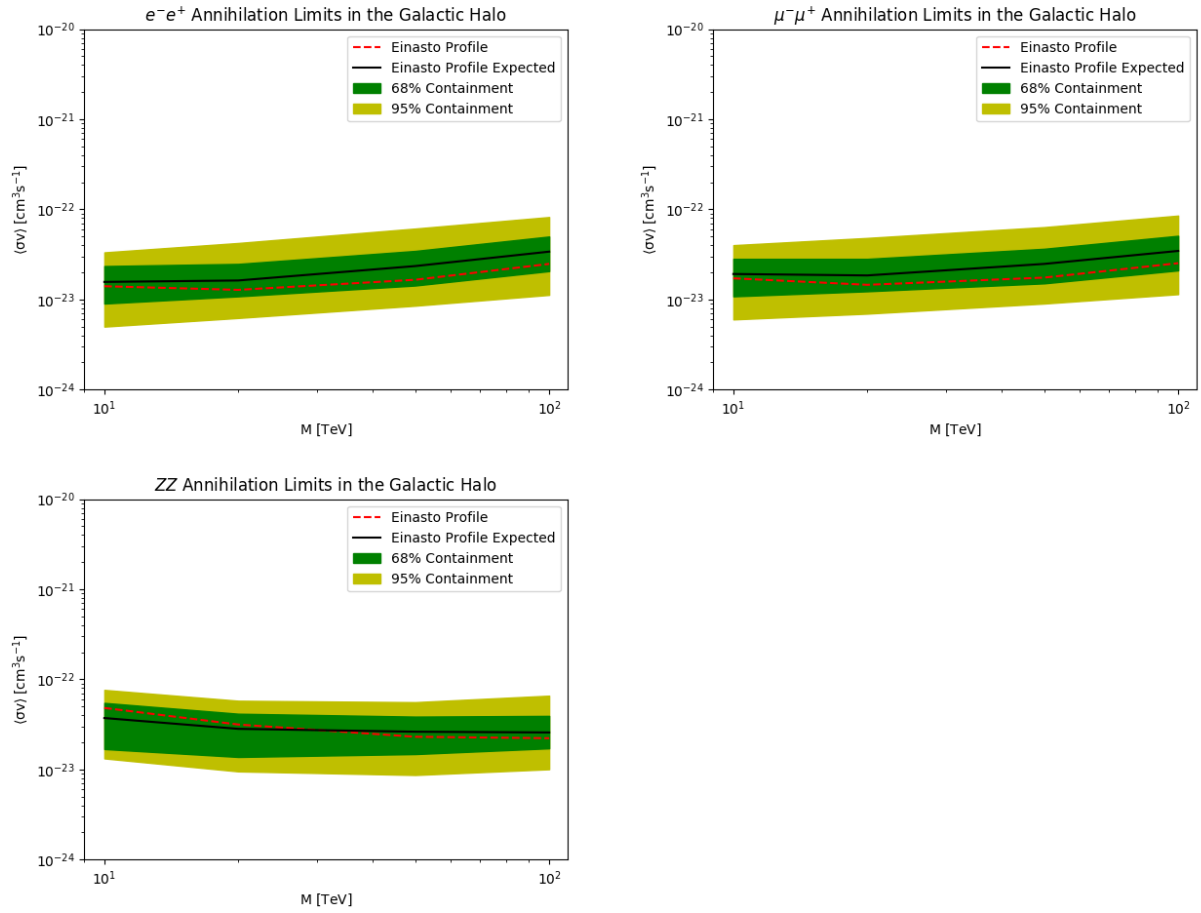 e⁻e⁺ Annihilation Limits in the Galactic Halo
10⁻²⁰
10⁻²¹
10⁻²²
10⁻²³
10⁻²⁴
⟨σv⟩ [cm³s⁻¹]
Einasto Profile
Einasto Profile Expected
68% Containment
95% Containment
10¹
10²
M [TeV]
μ⁻μ⁺ Annihilation Limits in the Galactic Halo
10⁻²⁰
10⁻²¹
10⁻²²
10⁻²³
10⁻²⁴
⟨σv⟩ [cm³s⁻¹]
Einasto Profile
Einasto Profile Expected
68% Containment
95% Containment
10¹
10²
M [TeV]
ZZ Annihilation Limits in the Galactic Halo
10⁻²⁰
10⁻²¹
10⁻²²
10⁻²³
10⁻²⁴
⟨σv⟩ [cm³s⁻¹]
Einasto Profile
Einasto Profile Expected
68% Containment
95% Containment
10¹
10²
M [TeV]